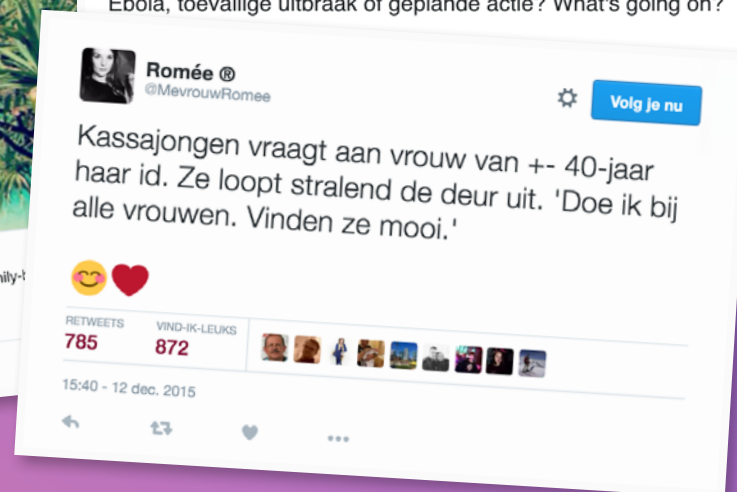 Ebola, toevallige uitbraak of geplande actie? What's going on?
Romée ®
@MevrouwRomee
Volg je nu
Kassajongen vraagt aan vrouw van +- 40-jaar
haar id. Ze loopt stralend de deur uit. 'Doe ik bij
alle vrouwen. Vinden ze mooi.'
😊❤
RETWEETS
785
VIND-IK-LEUKS
872
15:40 - 12 dec. 2015